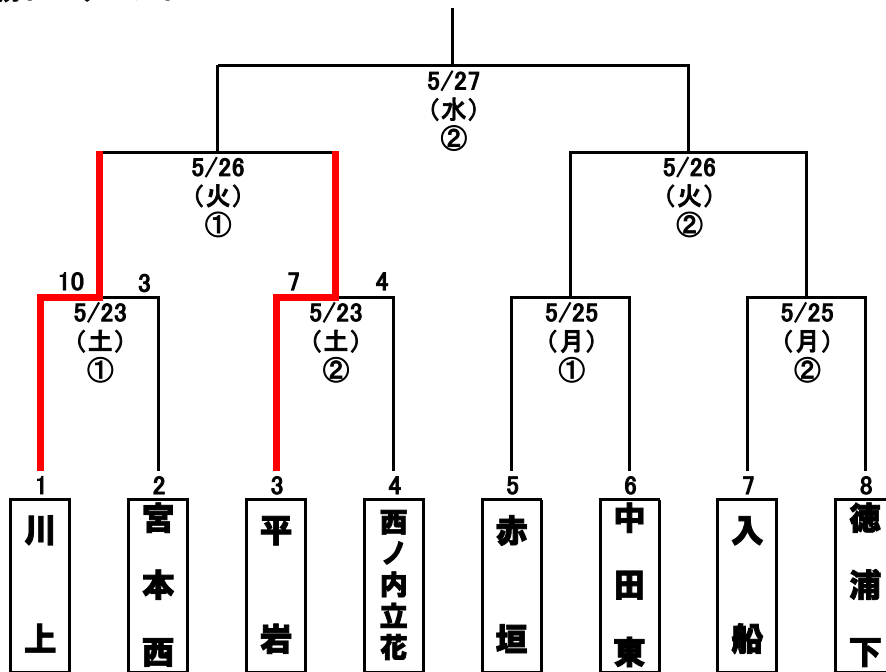 5/27
(水)
②
5/26
(火)
①
5/26
(火)
②
10
3
7
4
5/23
(土)
①
5/23
(土)
②
5/25
(月)
①
5/25
(月)
②
1
2
3
4
5
6
7
8
川上
宮本西
平岩
西ノ内立花
赤垣
中田東
入船
徳浦下